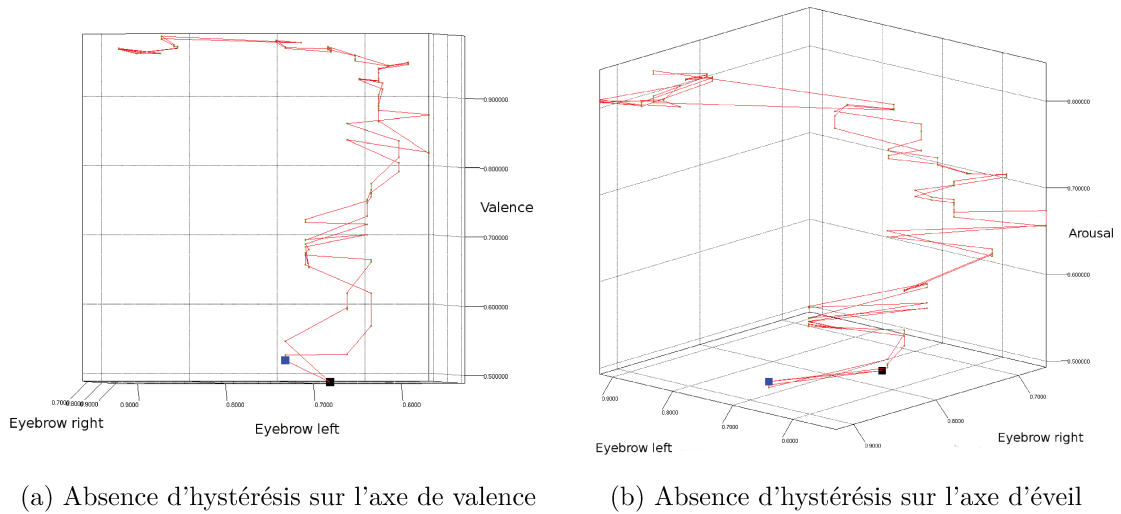 0.900000
0.800000
Valence
0.700000
0.600000
0.500000
0.7000
0.8000
0.9000
0.9000
0.8000
0.7000
0.6000
Eyebrow right
Eyebrow left
(a) Absence d'hystérésis sur l'axe de valence
0.800000
0.700000
Arousal
0.600000
0.500000
0.9000
0.8000
0.7000
0.6000
0.9000
0.8000
0.7000
Eyebrow left
Eyebrow right
(b) Absence d'hystérésis sur l'axe d'éveil